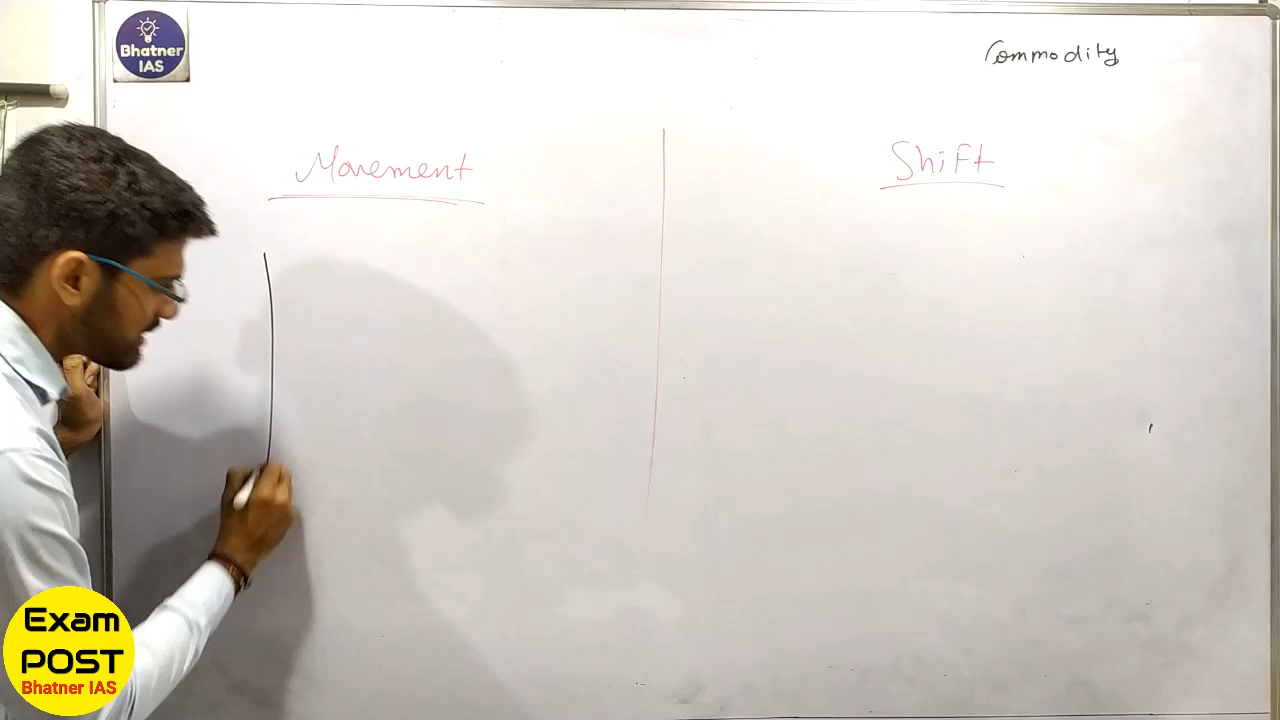 Bhatner
IAS
Commodity
Movement
Shift
Exam
POST
Bhatner IAS